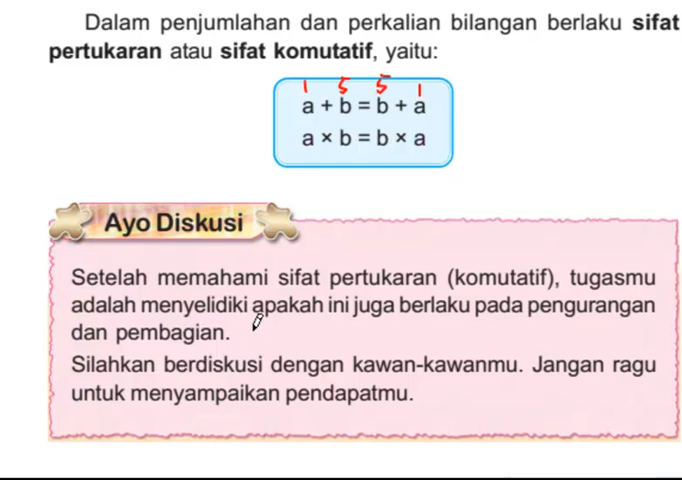 Dalam penjumlahan dan perkalian bilangan berlaku sifat
pertukaran atau sifat komutatif, yaitu:
1 5 5 1
a + b = b + a
a × b = b × a
Ayo Diskusi
Setelah memahami sifat pertukaran (komutatif), tugasmu
adalah menyelidiki apakah ini juga berlaku pada pengurangan
dan pembagian.
Silahkan berdiskusi dengan kawan-kawanmu. Jangan ragu
untuk menyampaikan pendapatmu.